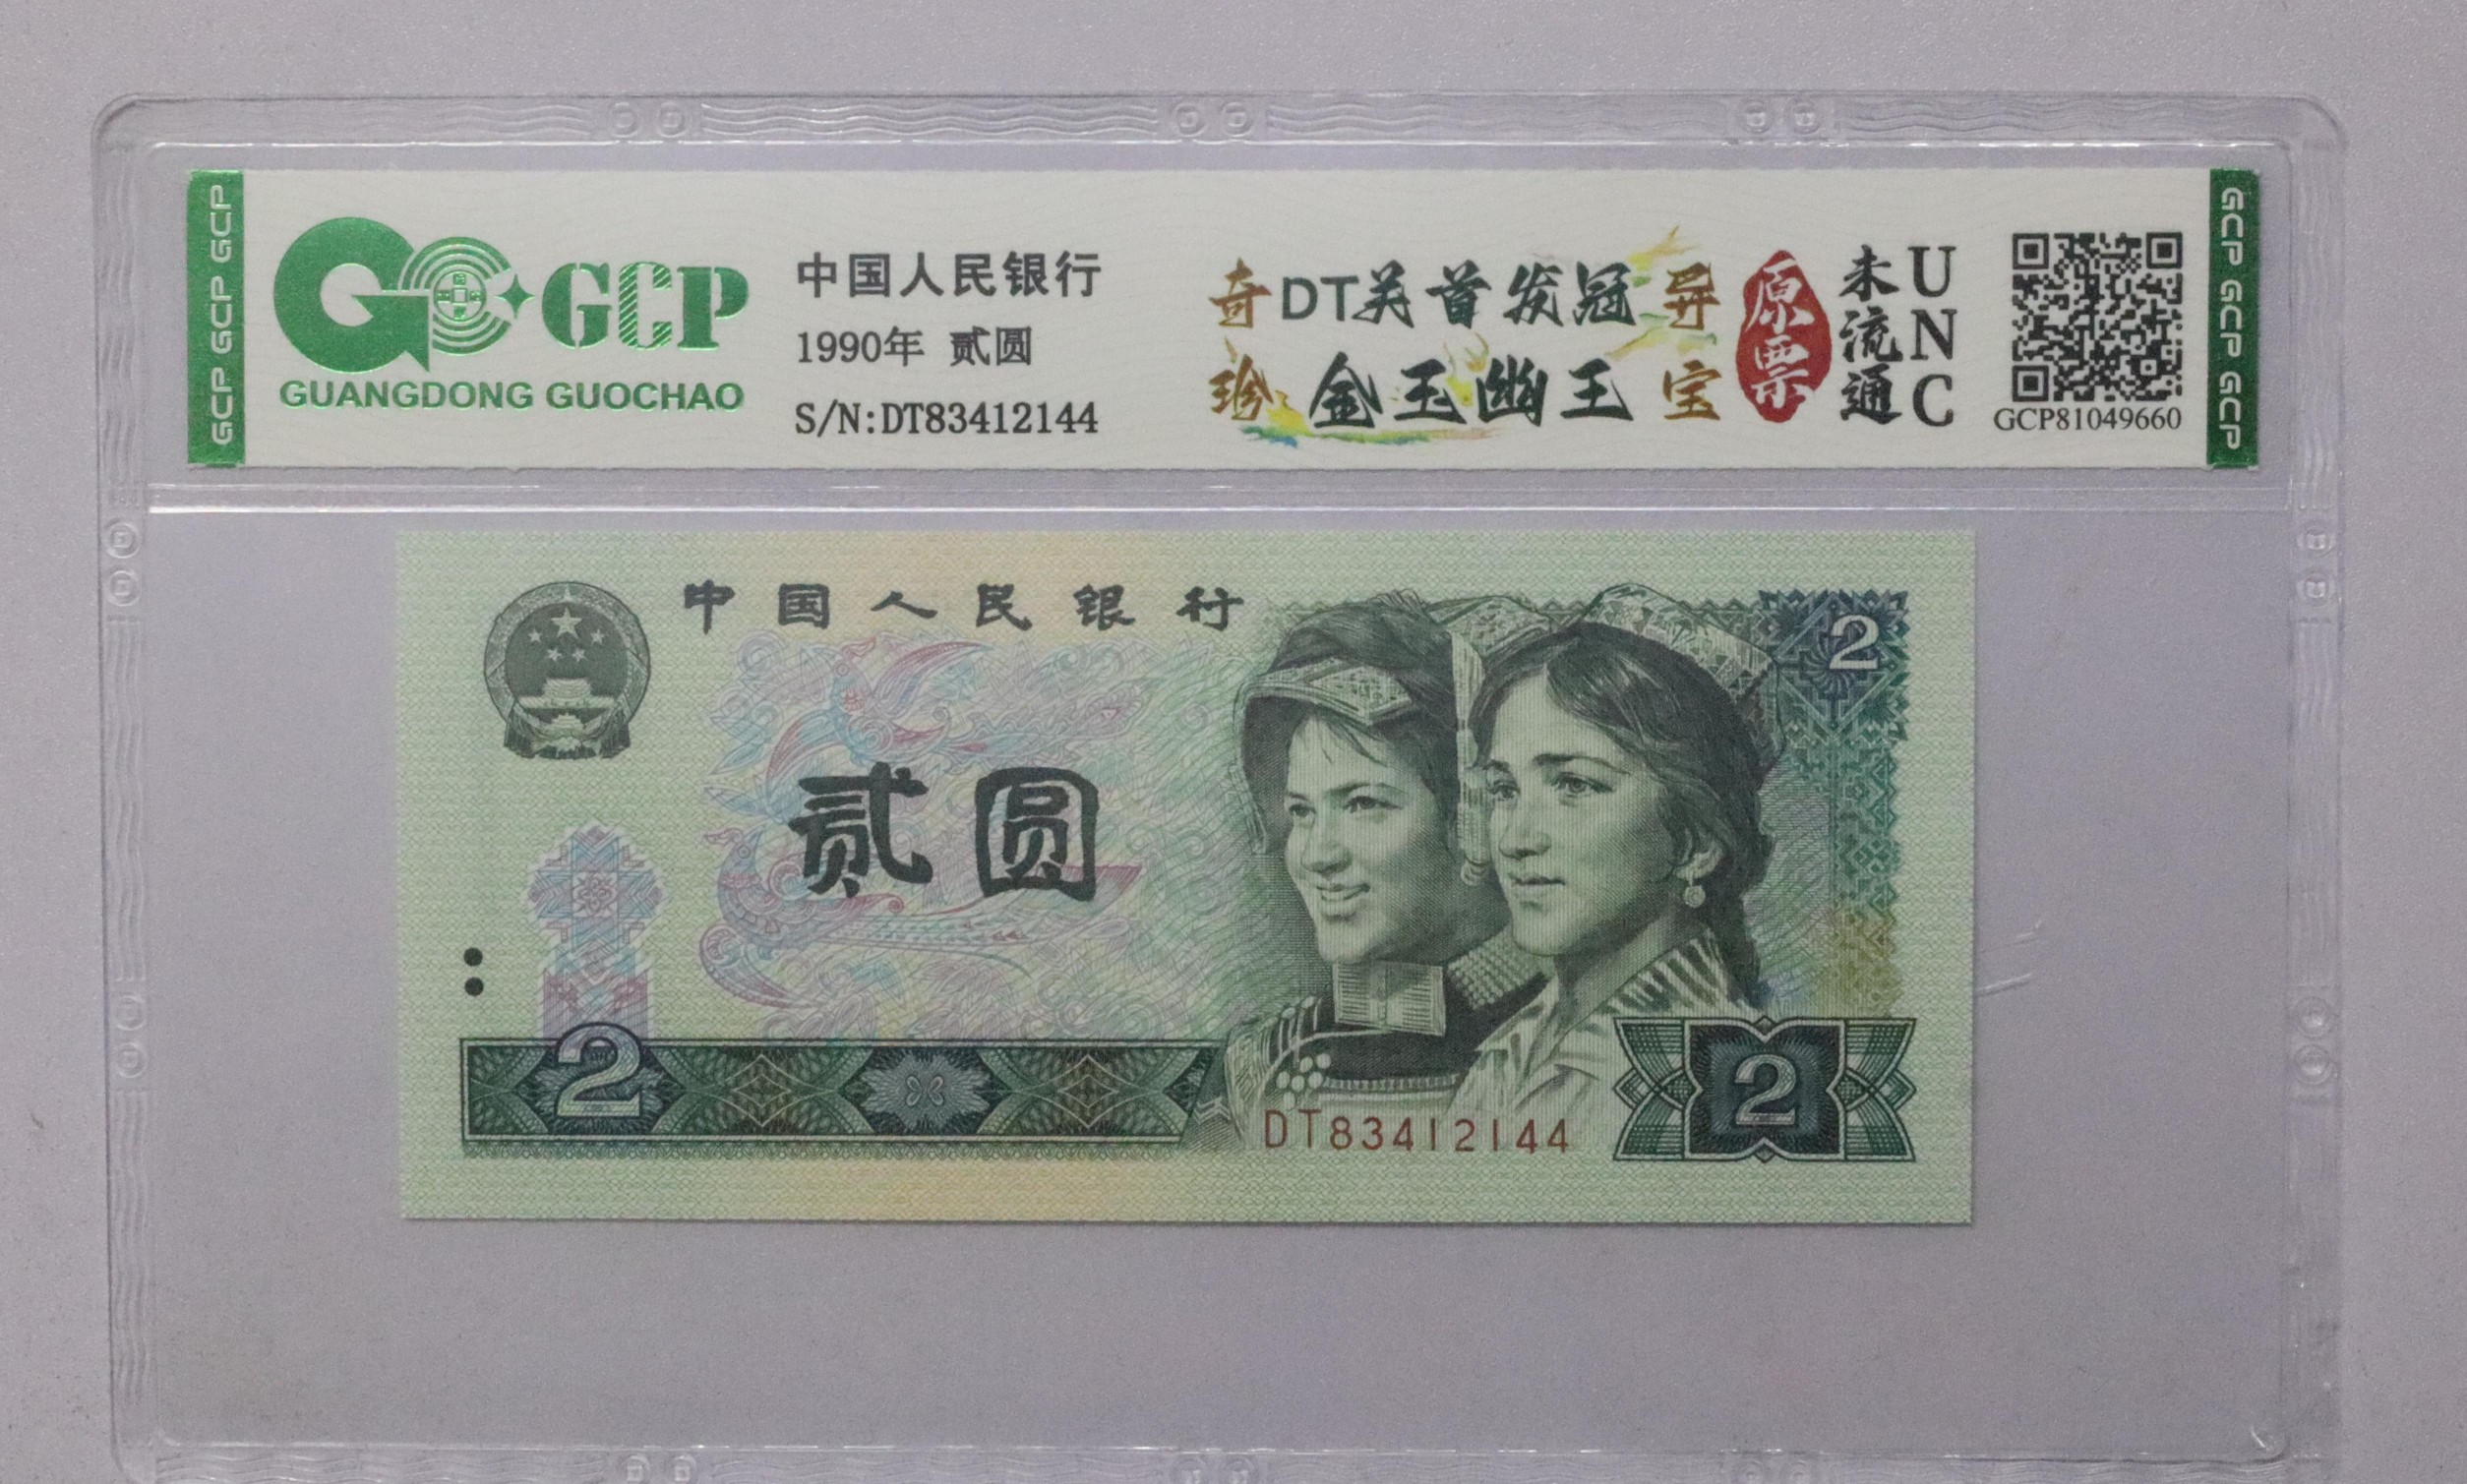 GCP GCP GCP
GCP
GUANGDONG GUOCHAO
中国人民银行
1990年 贰圆
S/N:DT83412144
奇DT关首发冠异
珍金玉幽王宝
原票
未流通
UNC
GCP81049660
GCP GCP GCP
中国人民银行
2
贰圆
2
DT83412144
2